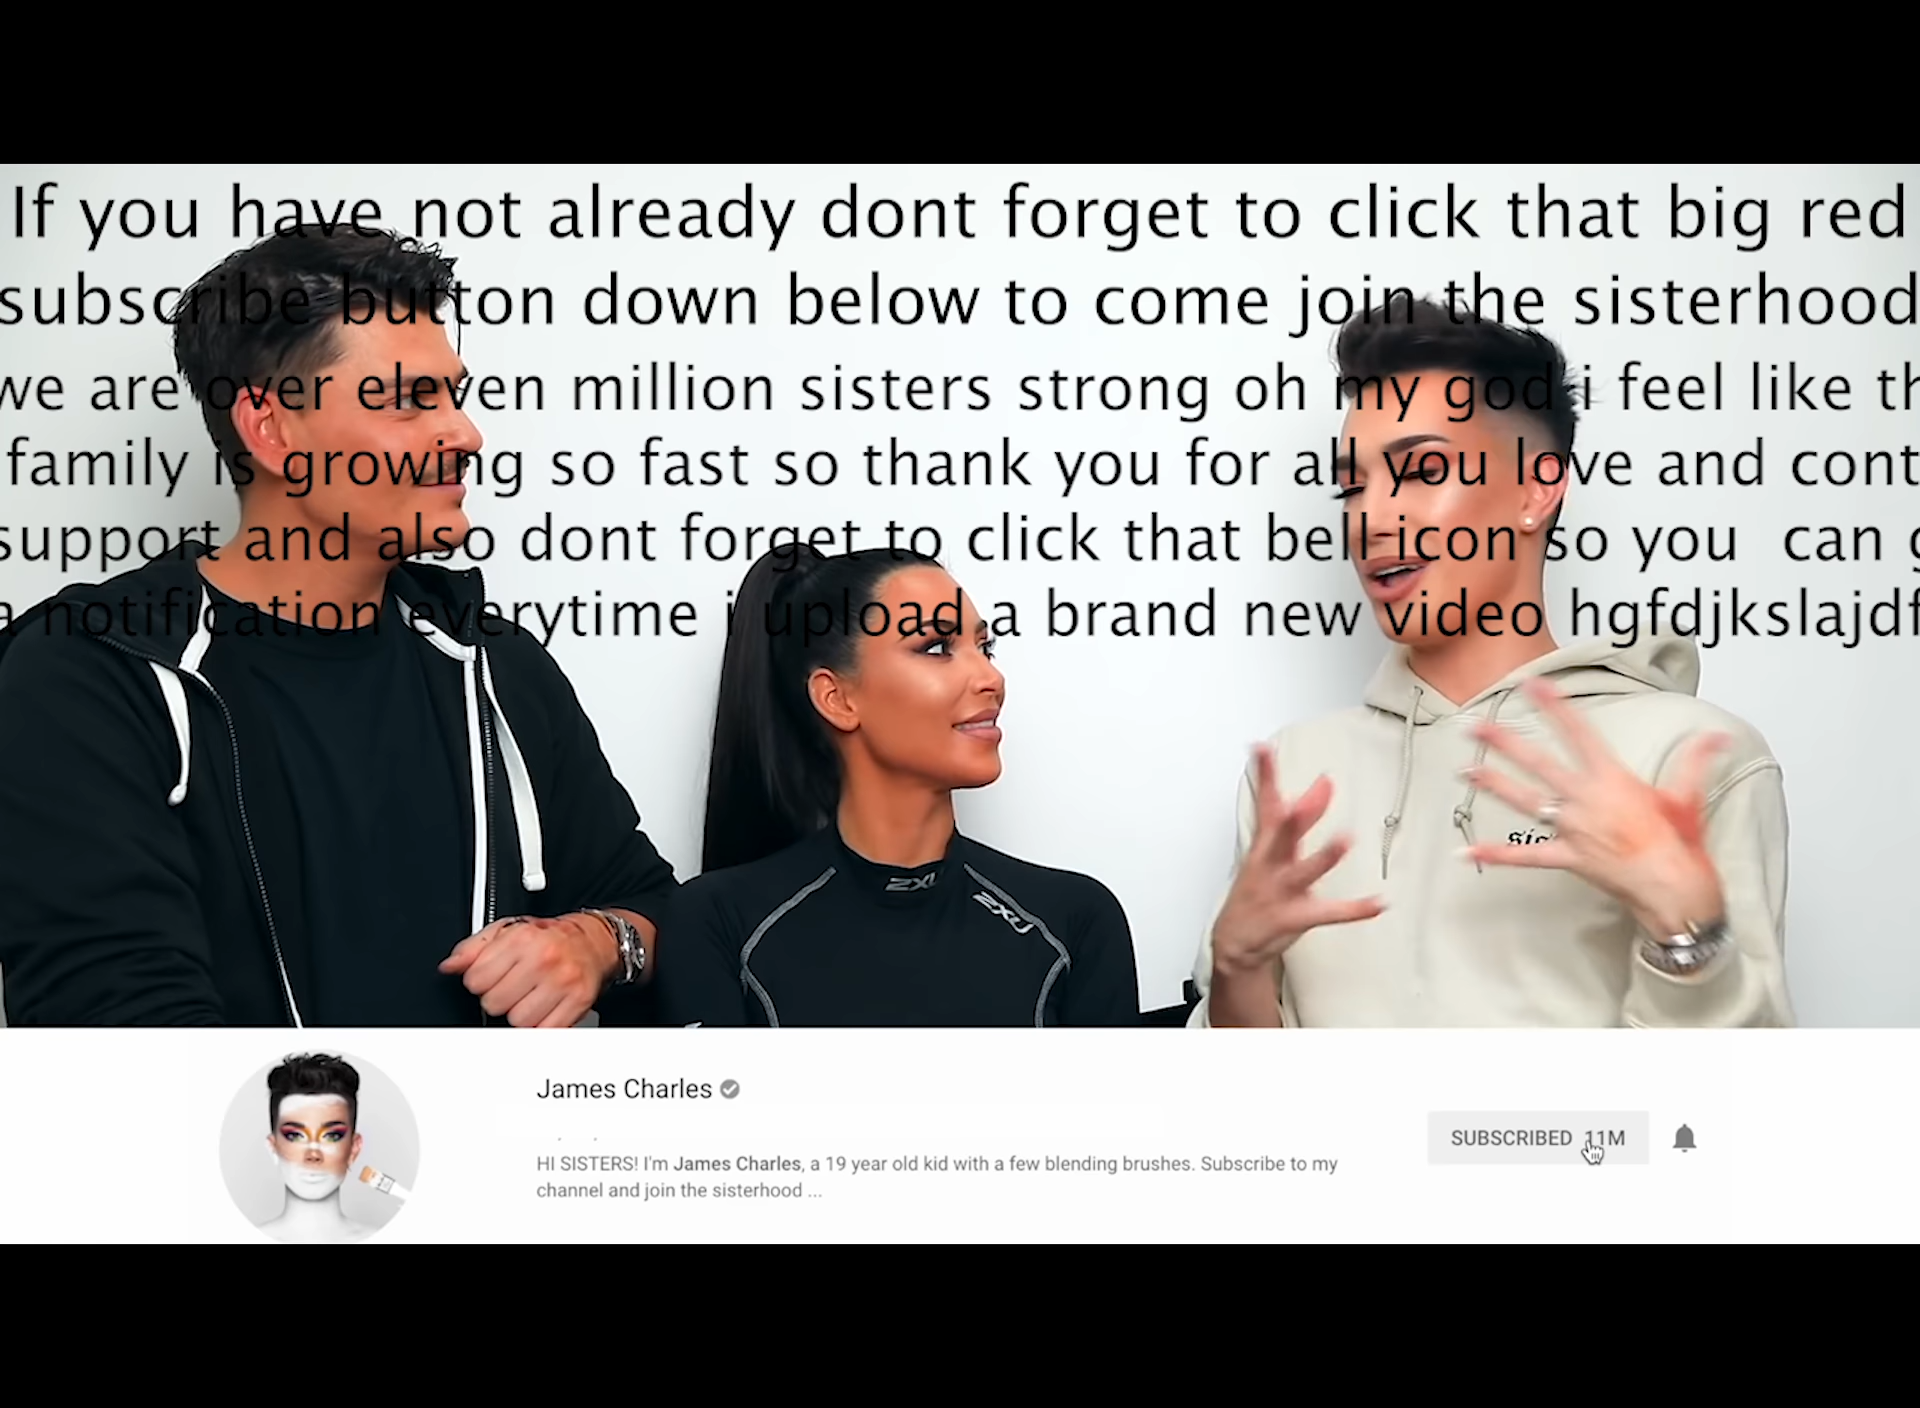 If you have not already dont forget to click that big red
subscribe button down below to come join the sisterhood
we are over eleven million sisters strong oh my god i feel like th
family is growing so fast so thank you for all you love and cont
support and also dont forget to click that bell icon so you can g
a notification everytime i upload a brand new video hgfdjkslajdf
sis
2XU
2XU
James Charles
SUBSCRIBED 11M
HI SISTERS! I'm James Charles, a 19 year old kid with a few blending brushes. Subscribe to my
channel and join the sisterhood ...